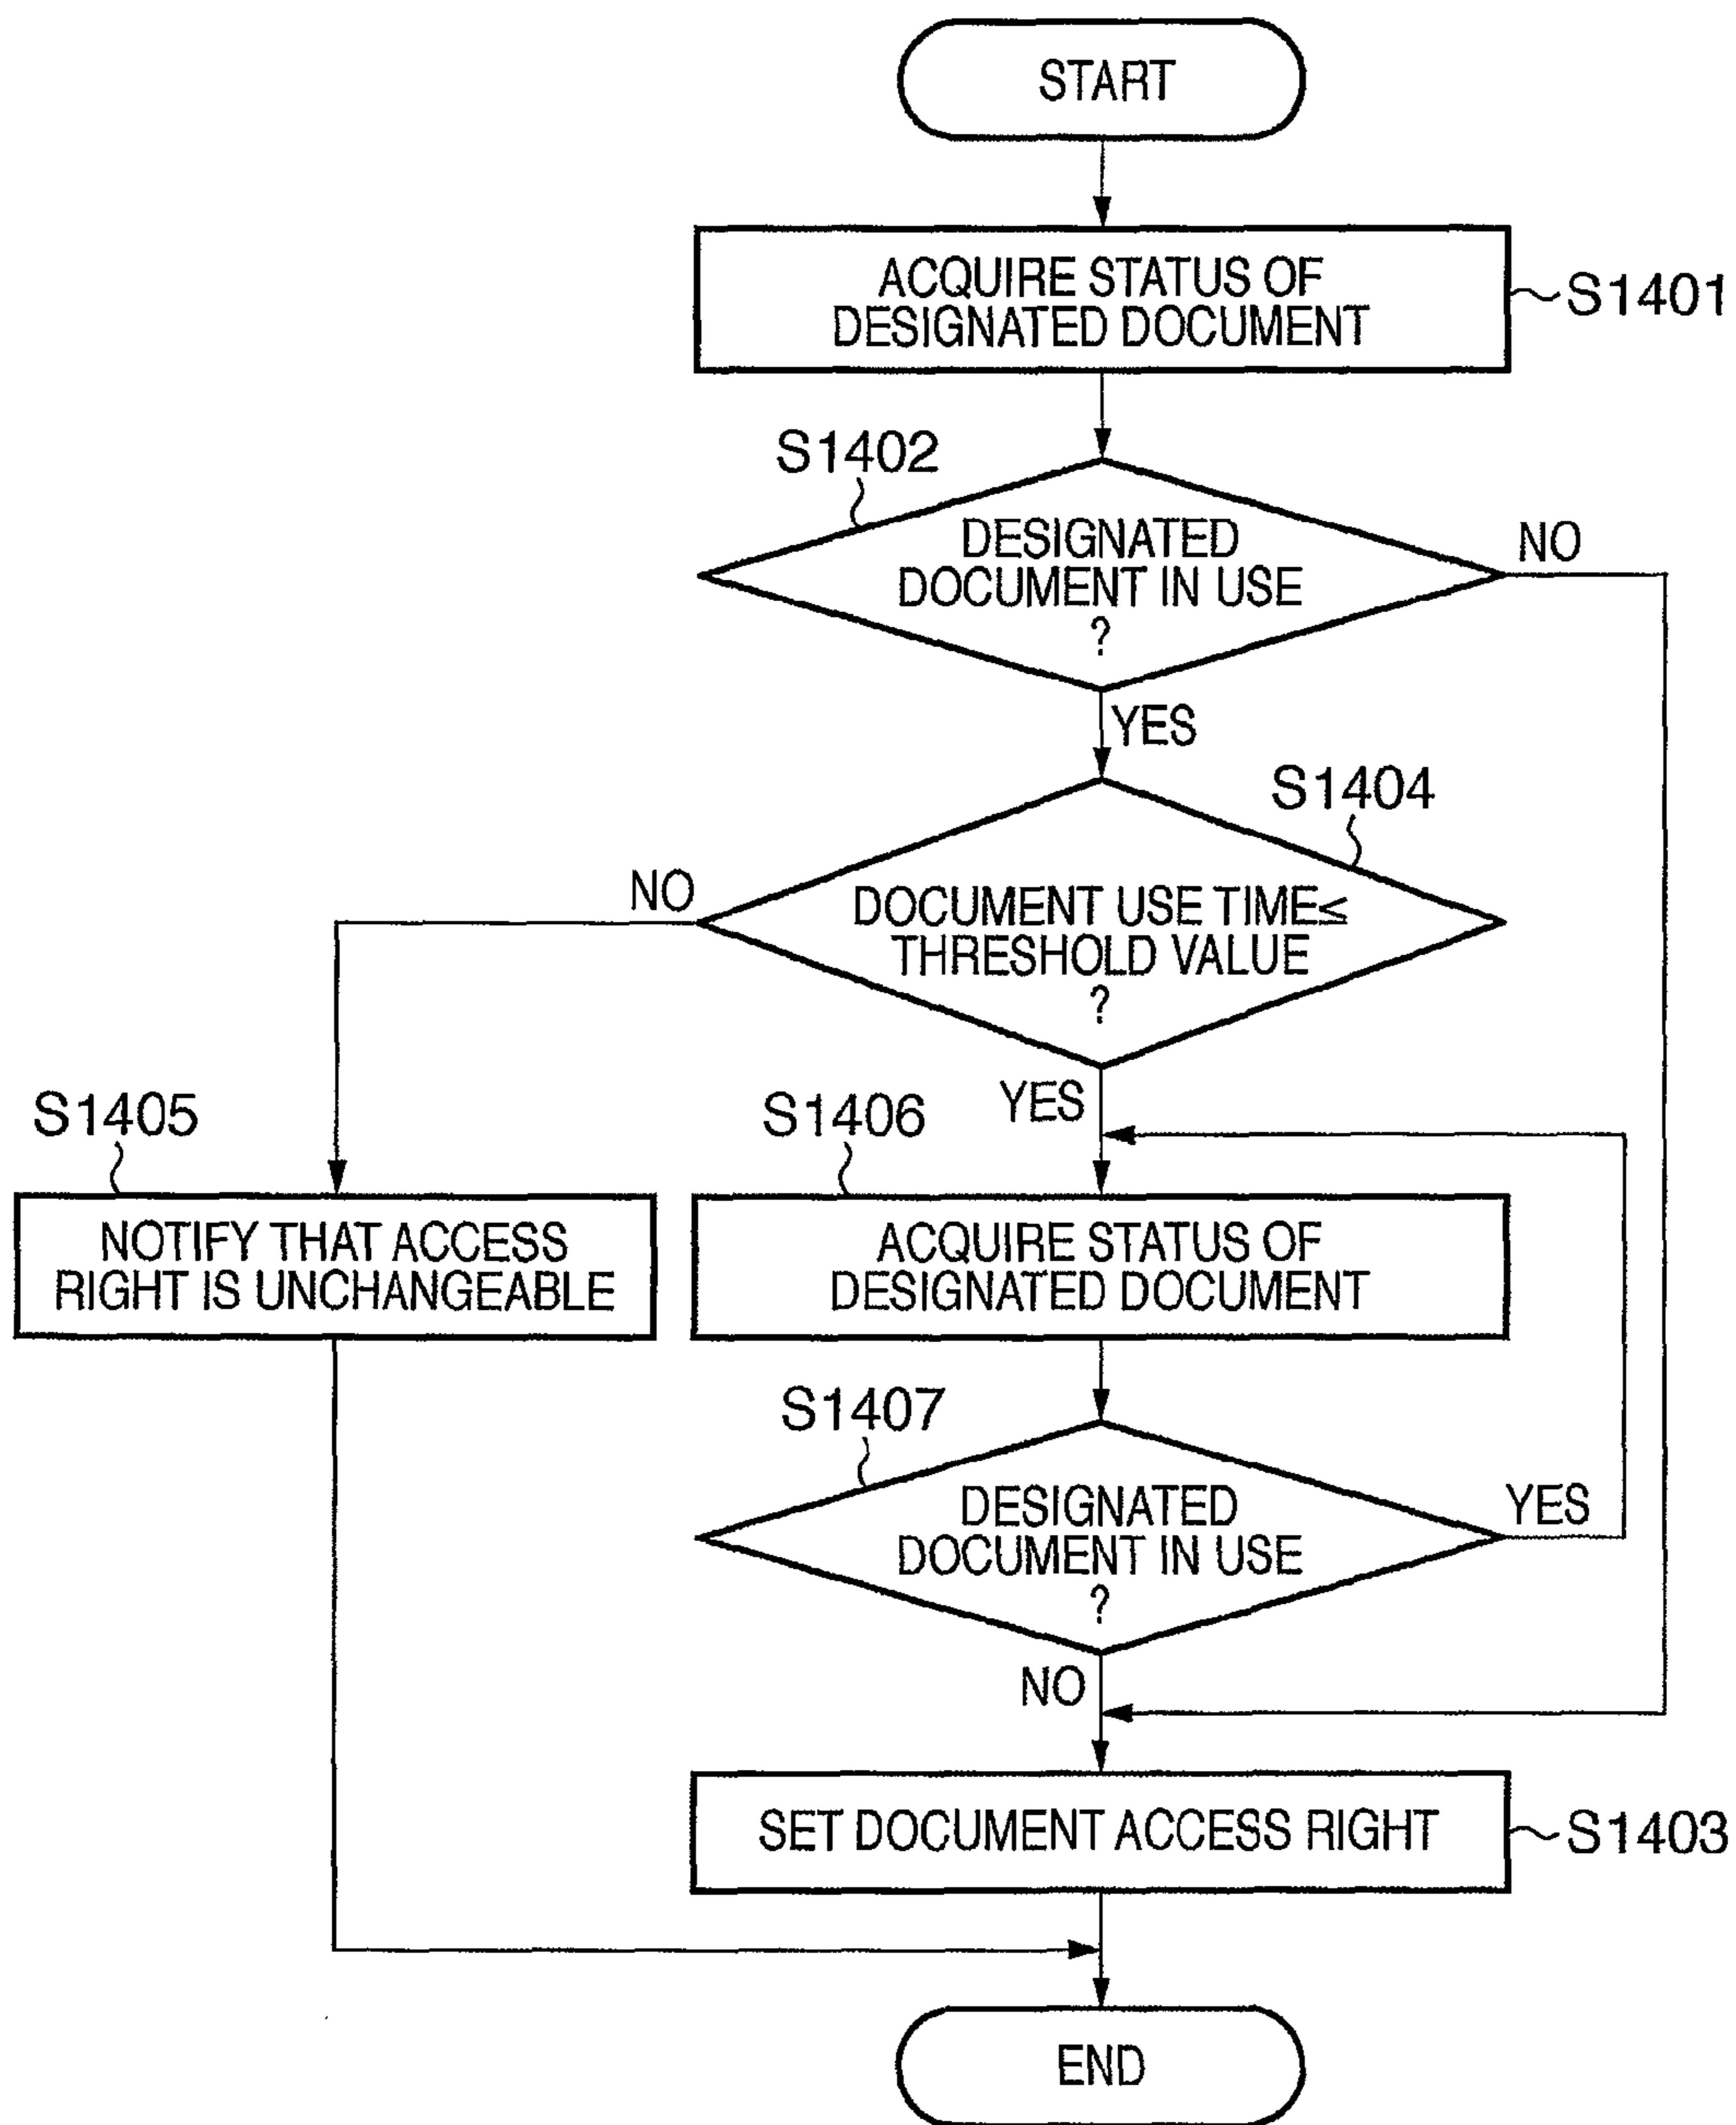 START
ACQUIRE STATUS OF
DESIGNATED DOCUMENT
S1401
S1402
DESIGNATED
DOCUMENT IN USE
?
NO
YES
S1404
DOCUMENT USE TIME≤
THRESHOLD VALUE
?
NO
YES
S1405
NOTIFY THAT ACCESS
RIGHT IS UNCHANGEABLE
S1406
ACQUIRE STATUS OF
DESIGNATED DOCUMENT
S1407
DESIGNATED
DOCUMENT IN USE
?
YES
NO
SET DOCUMENT ACCESS RIGHT
S1403
END